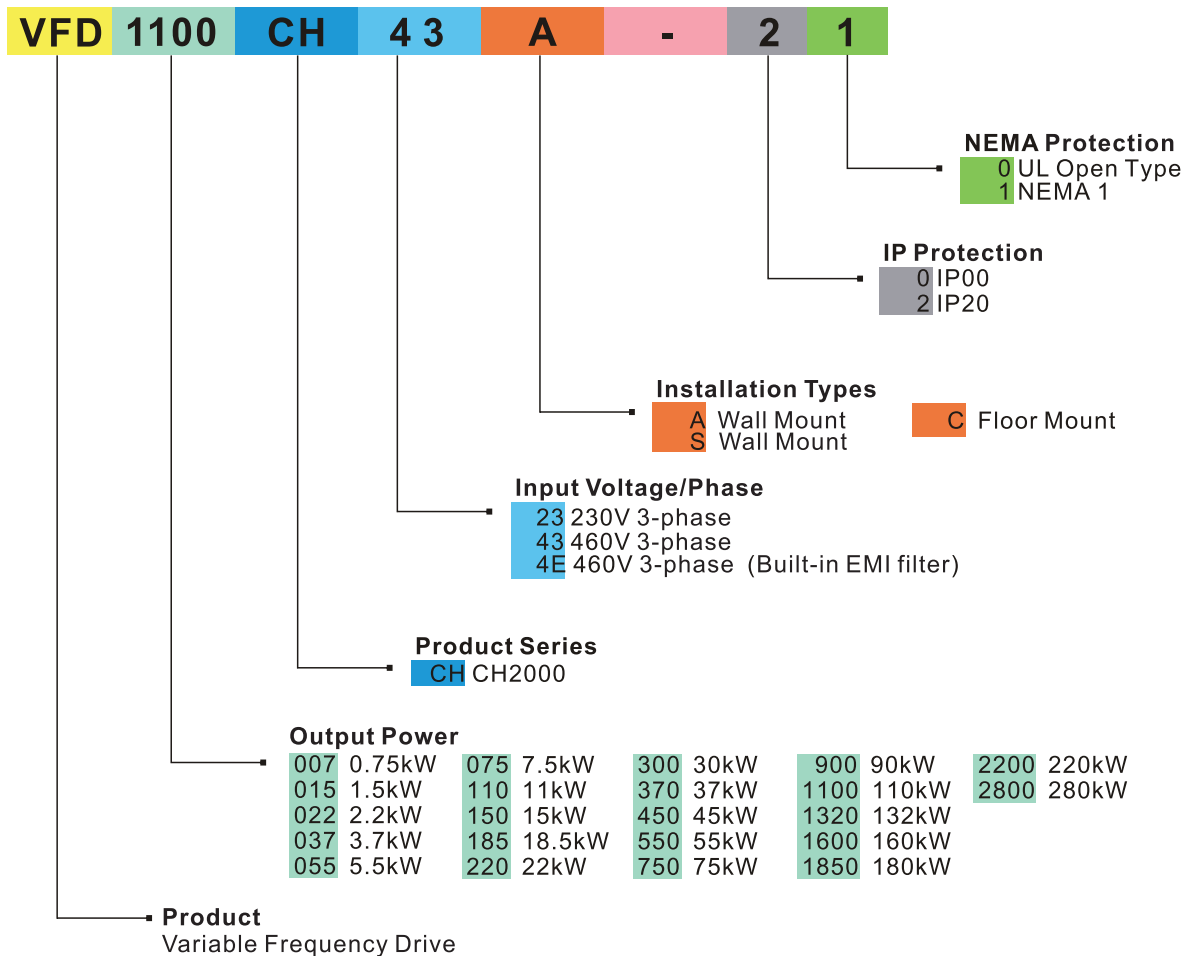 VFD 1100 CH 43 A - 2 1
NEMA Protection
0 UL Open Type
1 NEMA 1
IP Protection
0 IP00
2 IP20
Installation Types
A Wall Mount C Floor Mount
S Wall Mount
Input Voltage/Phase
23 230V 3-phase
43 460V 3-phase
4E 460V 3-phase (Built-in EMI filter)
Product Series
CH CH2000
Output Power
007 0.75kW 075 7.5kW 300 30kW 900 90kW 2200 220kW
015 1.5kW 110 11kW 370 37kW 1100 110kW 2800 280kW
022 2.2kW 150 15kW 450 45kW 1320 132kW
037 3.7kW 185 18.5kW 550 55kW 1600 160kW
055 5.5kW 220 22kW 750 75kW 1850 180kW
Product
Variable Frequency Drive